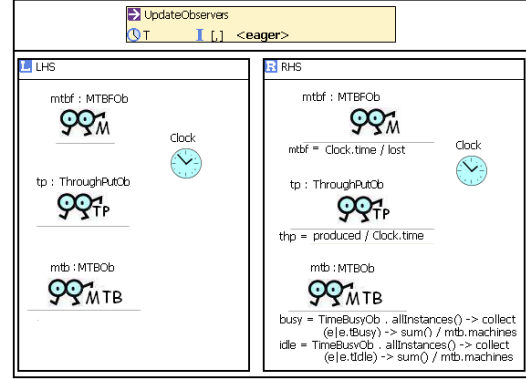 UpdateObservers
T I [,] <eager>
L LHS
mtbf : MTBFOb
M
Clock
tp : ThroughPutOb
TP
mtb : MTBOb
MTB
R RHS
mtbf : MTBFOb
M
Clock
mtbf = Clock.time / lost
tp : ThroughPutOb
TP
thp = produced / Clock.time
mtb : MTBOb
MTB
busy = TimeBusyOb . allInstances() -> collect
(e|e.tBusy) -> sum() / mtb.machines
idle = TimeBusyOb . allInstances() -> collect
(e|e.tIdle) -> sum() / mtb.machines